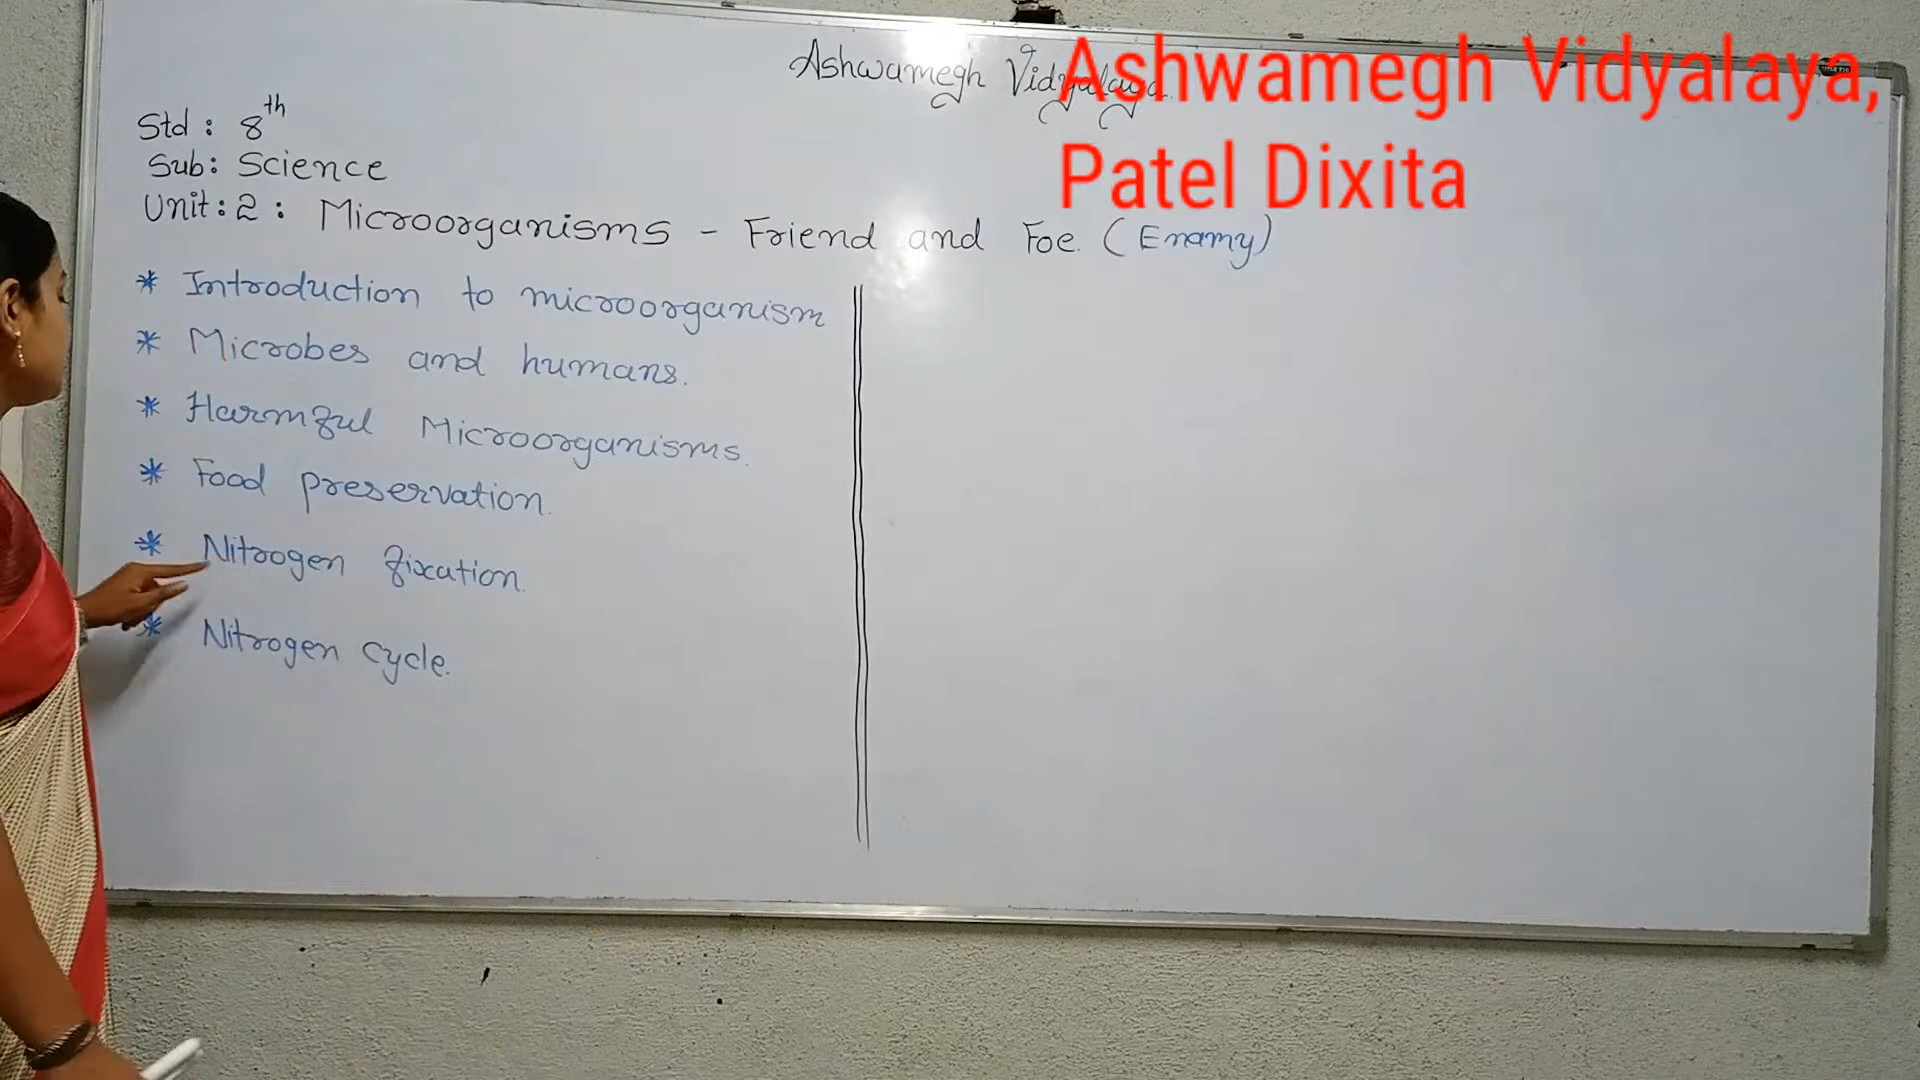 Ashwamegh Vidyalaya
Ashwamegh Vidyalaya,
Patel Dixita
Std : 8th
Sub: Science
Unit: 2 : Microorganisms - Friend and Foe. (Enamy)
* Introduction to microorganism
* Microbes and humans.
* Harmful Microorganisms.
* Food preservation.
* Nitrogen fixation.
* Nitrogen cycle.